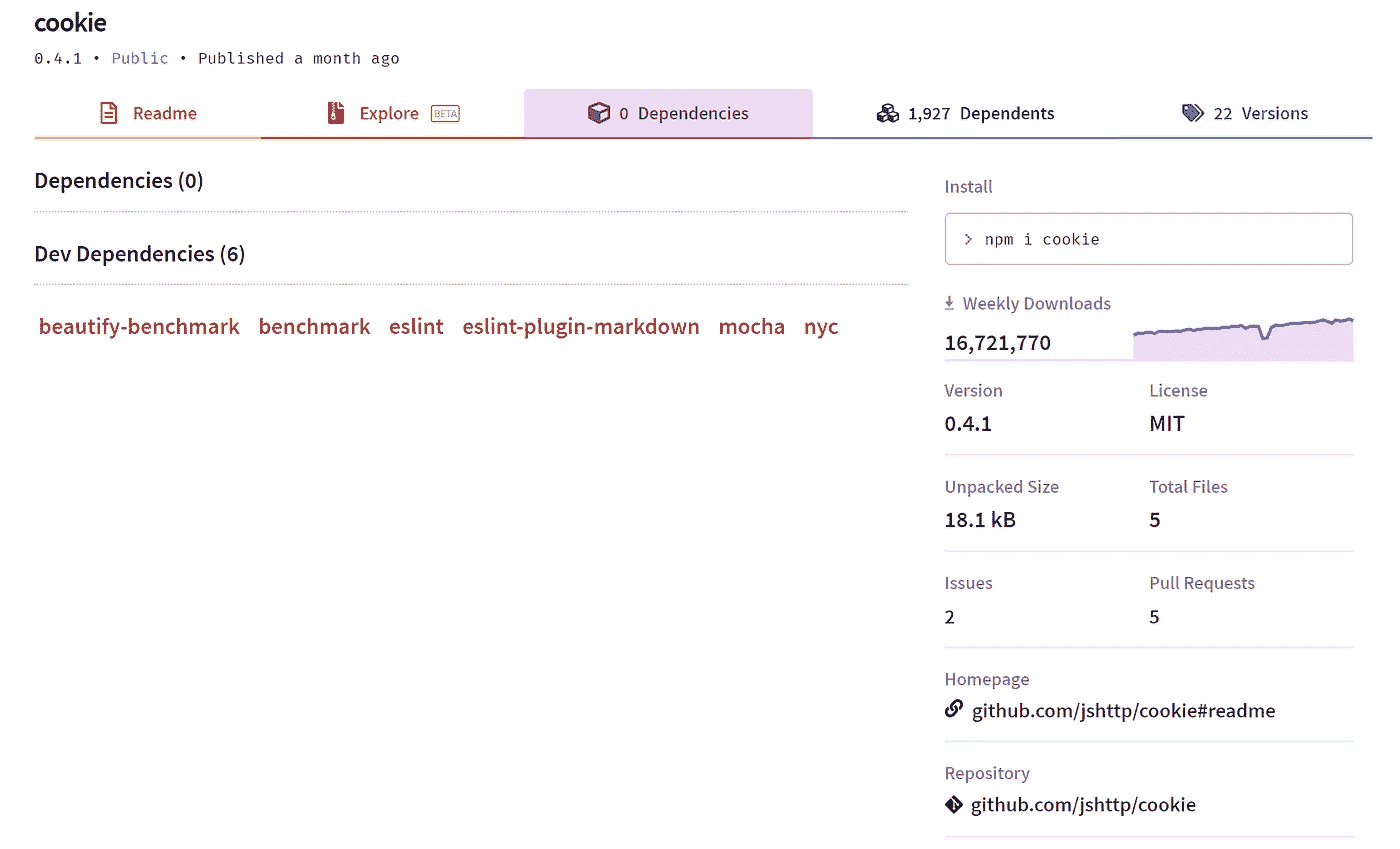 cookie
0.4.1 • Public • Published a month ago
Readme
Explore BETA
0 Dependencies
1,927 Dependents
22 Versions
Dependencies (0)
Dev Dependencies (6)
beautify-benchmark benchmark eslint eslint-plugin-markdown mocha nyc
Install
> npm i cookie
Weekly Downloads
16,721,770
Version
0.4.1
License
MIT
Unpacked Size
18.1 kB
Total Files
5
Issues
2
Pull Requests
5
Homepage
github.com/jshttp/cookie#readme
Repository
github.com/jshttp/cookie